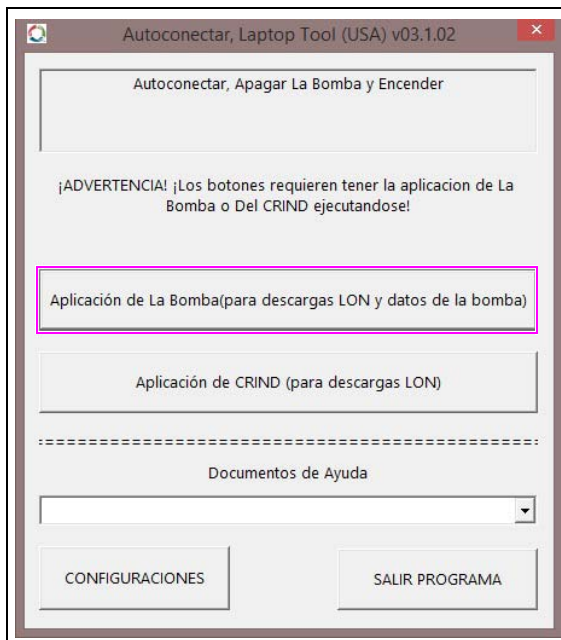 Autoconectar, Laptop Tool (USA) v03.1.02
Autoconectar, Apagar La Bomba y Encender
¡ADVERTENCIA! ¡Los botones requieren tener la aplicacion de La
Bomba o Del CRIND ejecutandose!
Aplicación de La Bomba(para descargas LON y datos de la bomba)
Aplicación de CRIND (para descargas LON)
Documentos de Ayuda
CONFIGURACIONES
SALIR PROGRAMA